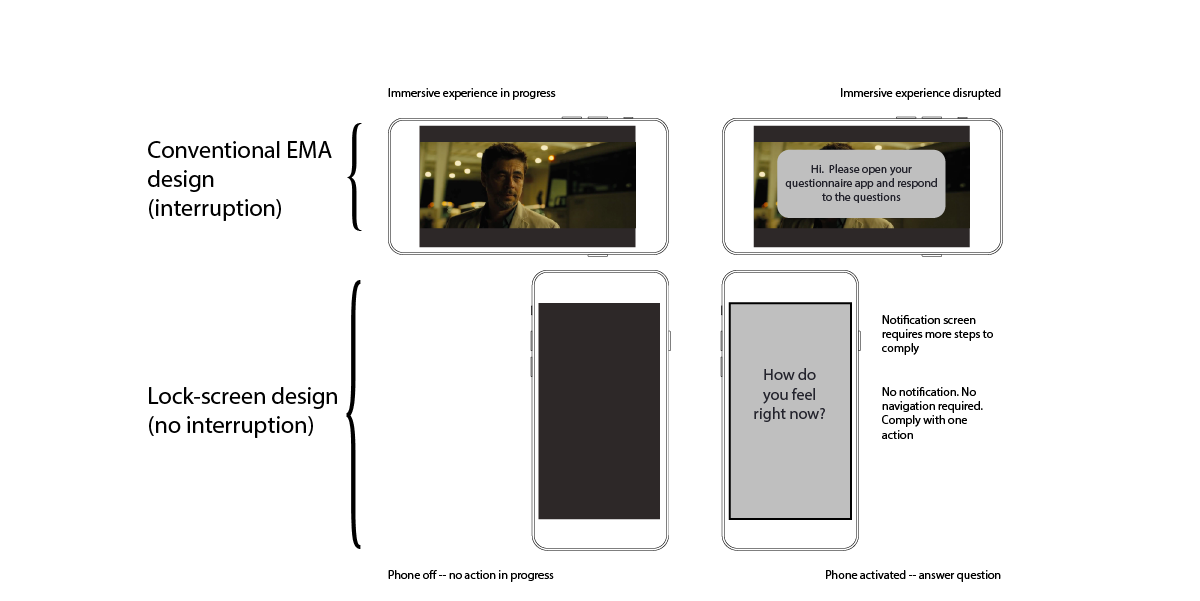 Immersive experience in progress
Immersive experience disrupted
Conventional EMA
design
(interruption)
Hi.  Please open your
questionnaire app and respond
to the questions
Lock-screen design
(no interruption)
How do
you feel
right now?
Notification screen
requires more steps to
comply
No notification. No
navigation required.
Comply with one
action
Phone off -- no action in progress
Phone activated -- answer question